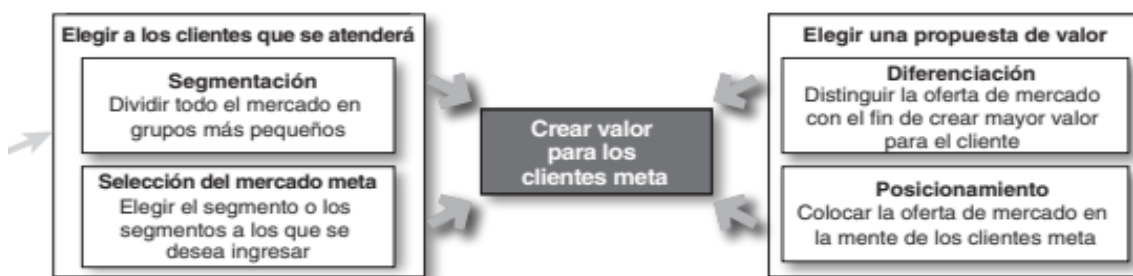 Elegir a los clientes que se atenderá
Segmentación
Dividir todo el mercado en
grupos más pequeños
Selección del mercado meta
Elegir el segmento o los
segmentos a los que se
desea ingresar
Crear valor
para los
clientes meta
Elegir una propuesta de valor
Diferenciación
Distinguir la oferta de mercado
con el fin de crear mayor valor
para el cliente
Posicionamiento
Colocar la oferta de mercado en
la mente de los clientes meta